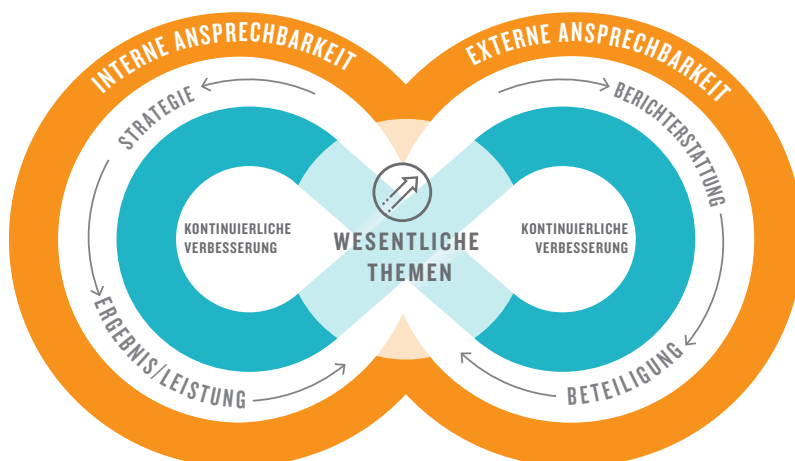 INTERNE ANSPRECHBARKEIT
EXTERNE ANSPRECHBARKEIT
STRATEGIE
BERICHTERSTATTUNG
KONTINUIERLICHE
VERBESSERUNG
WESENTLICHE
THEMEN
KONTINUIERLICHE
VERBESSERUNG
ERGEBNIS/LEISTUNG
BETEILIGUNG